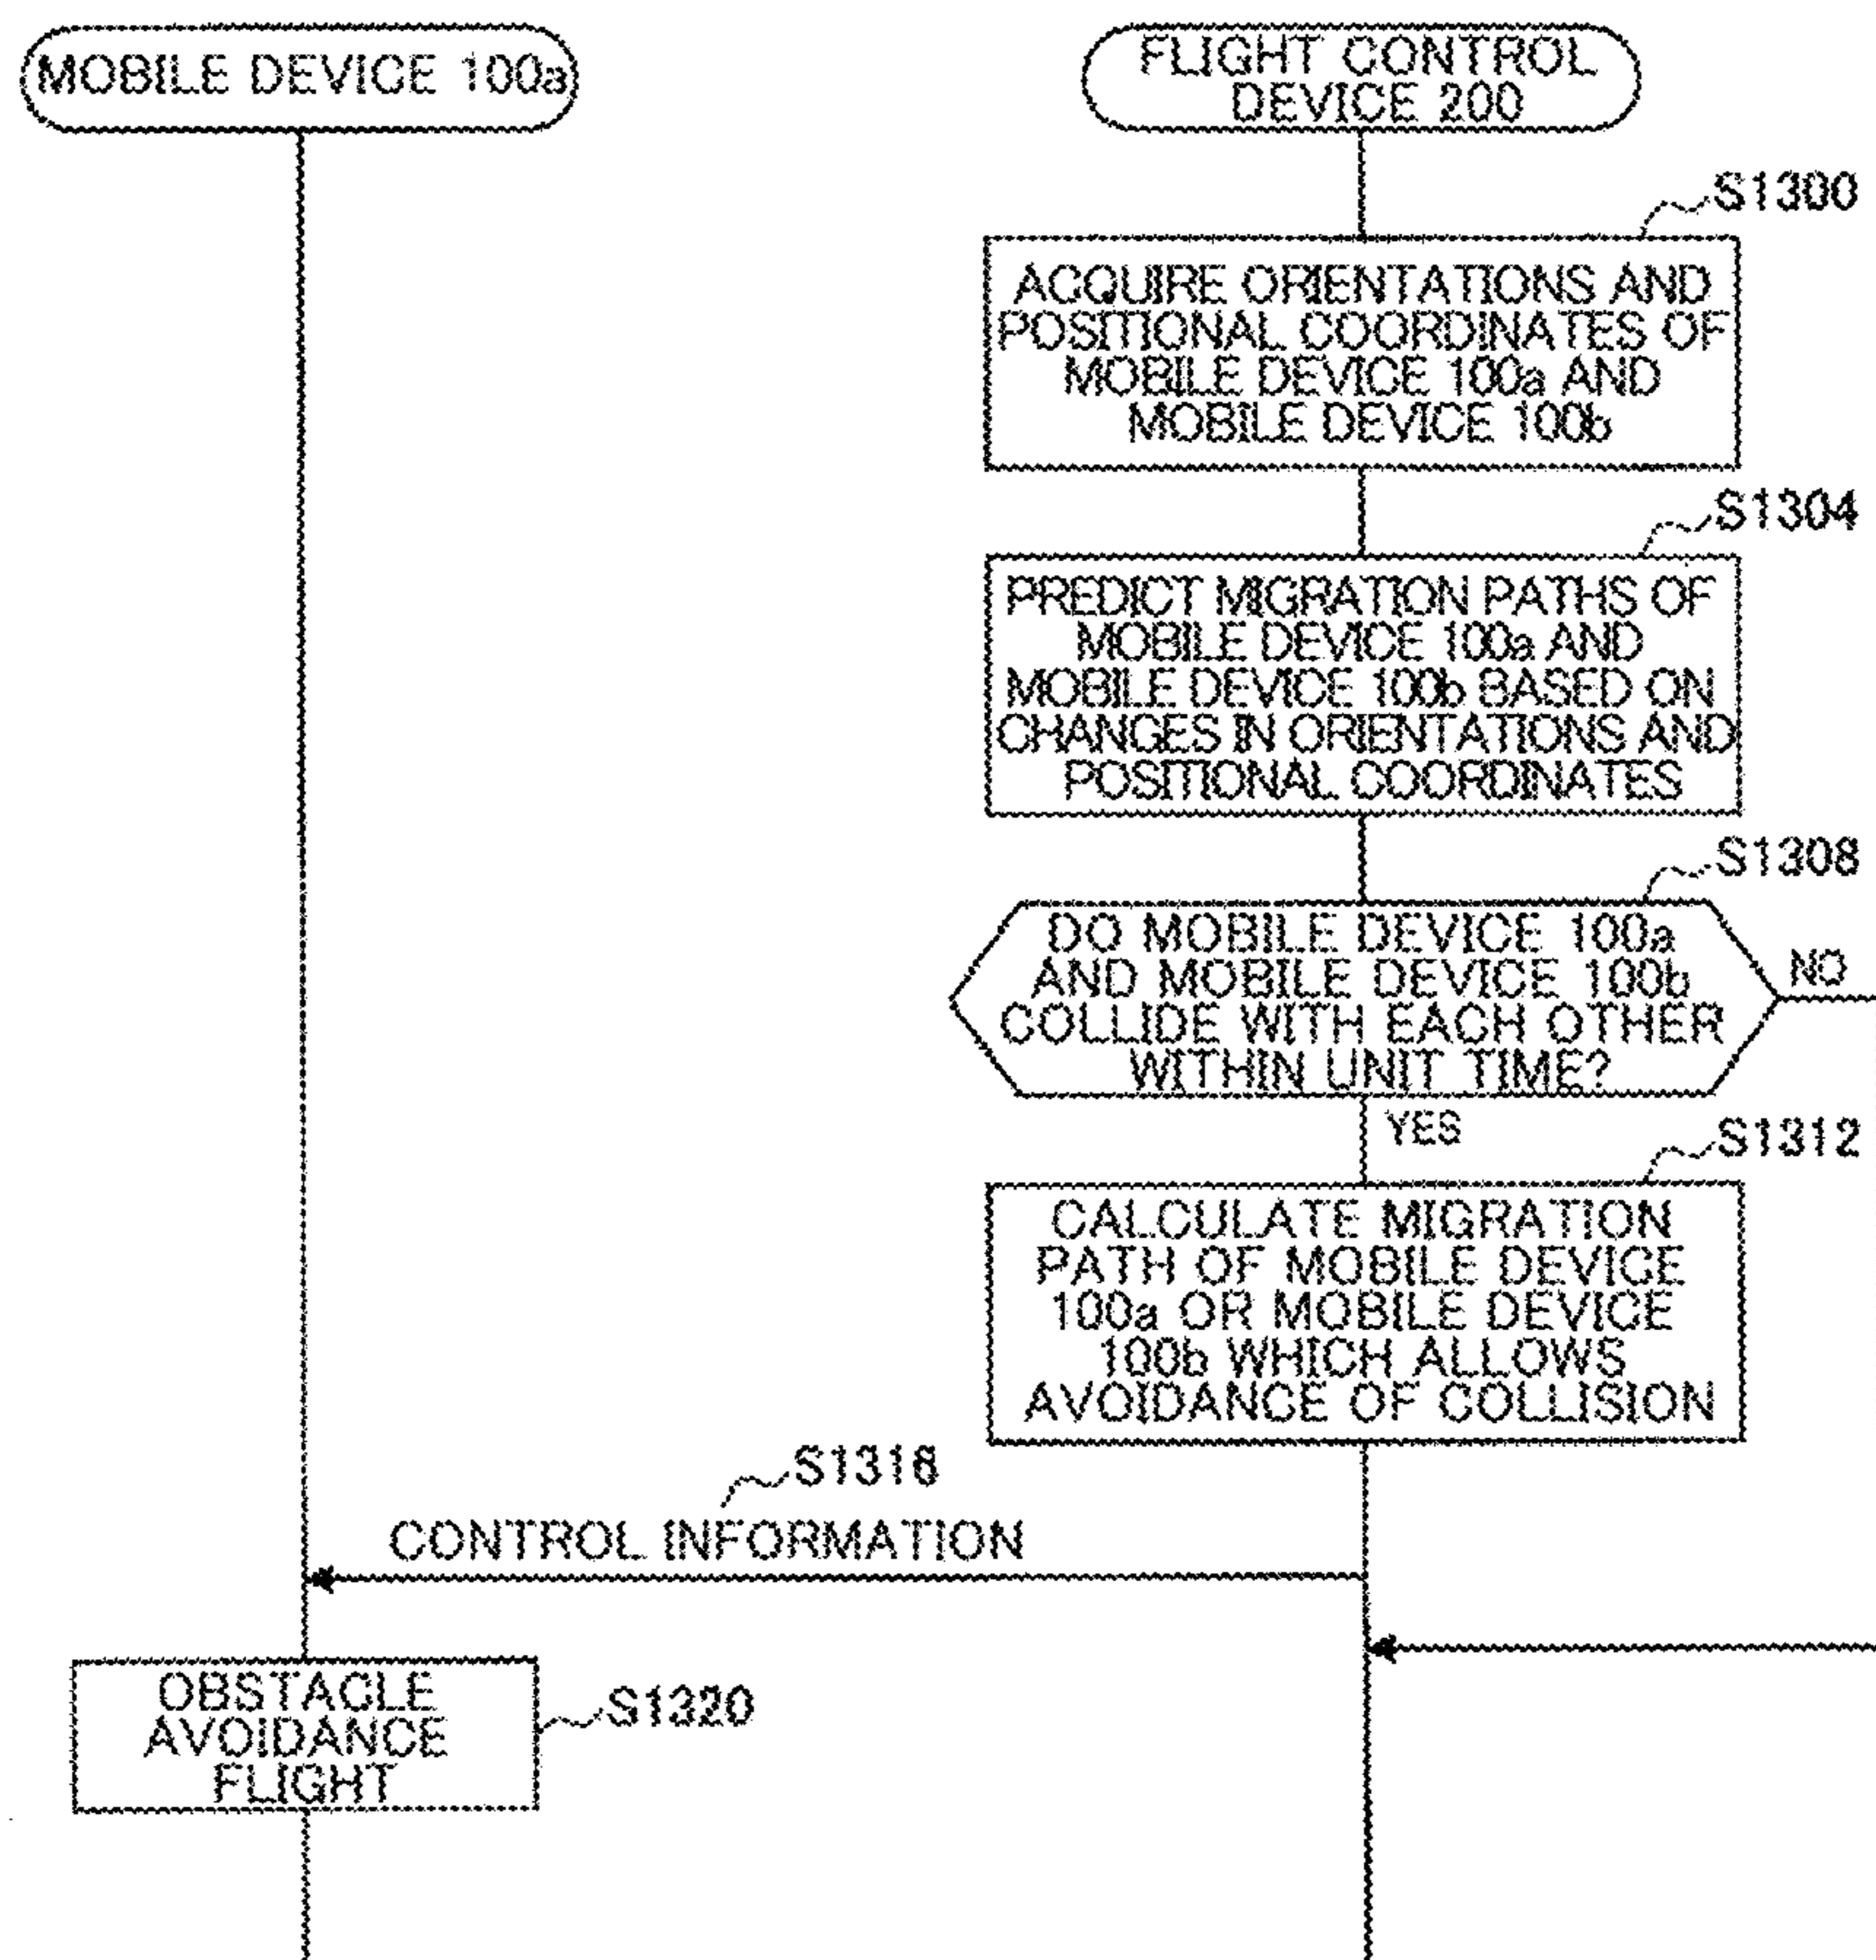 MOBILE DEVICE 100a
FLIGHT CONTROL
DEVICE 200
S1300
ACQUIRE ORIENTATIONS AND
POSITIONAL COORDINATES OF
MOBILE DEVICE 100a AND
MOBILE DEVICE 100b
S1304
PREDICT MIGRATION PATHS OF
MOBILE DEVICE 100a AND
MOBILE DEVICE 100b BASED ON
CHANGES IN ORIENTATIONS AND
POSITIONAL COORDINATES
S1308
DO MOBILE DEVICE 100a
AND MOBILE DEVICE 100b
COLLIDE WITH EACH OTHER
WITHIN UNIT TIME?
NO
YES
S1312
CALCULATE MIGRATION
PATH OF MOBILE DEVICE
100a OR MOBILE DEVICE
100b WHICH ALLOWS
AVOIDANCE OF COLLISION
S1316
CONTROL INFORMATION
OBSTACLE
AVOIDANCE
FLIGHT
S1320